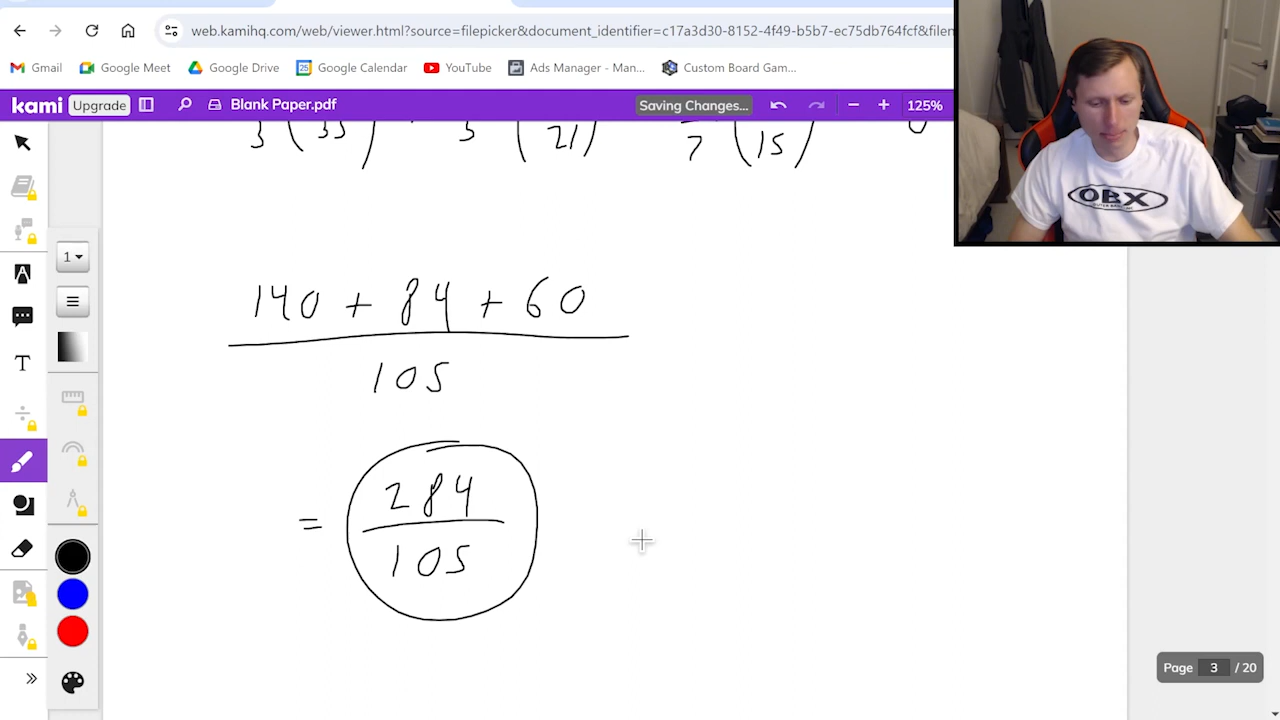 www.kamihq.com/web/viewer.html?source=filepicker&document_identifier=c17a3d30-8152-4f49-b5b7-ec75db764fcf&filen
Gmail Google Meet Google Drive 25 Google Calendar YouTube Ads Manager - Man... Custom Board Gam...
kami Upgrade Blank Paper.pdf Saving Changes... 125%
3 (35) 5 (21) 7 (15)
OBX
1
140 + 84 + 60
105
= 284
105
Page 3 / 20